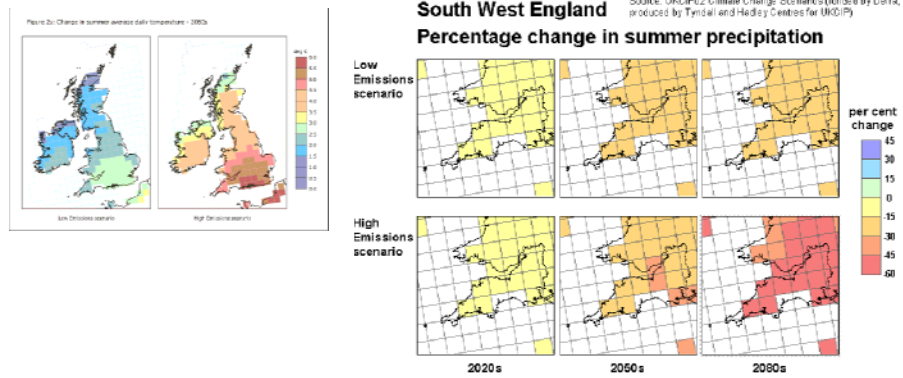 Figure 2a: Change in summer average daily temperature - 2080s
deg C
Low Emissions scenario
High Emissions scenario
South West England
Source: UKCIP02 Climate Change Scenarios (funded by Defra,
produced by Tyndall and Hadley Centres for UKCIP)
Percentage change in summer precipitation
Low
Emissions
scenario
High
Emissions
scenario
2020s
2050s
2080s
per cent
change
45
30
15
0
-15
-30
-45
-60